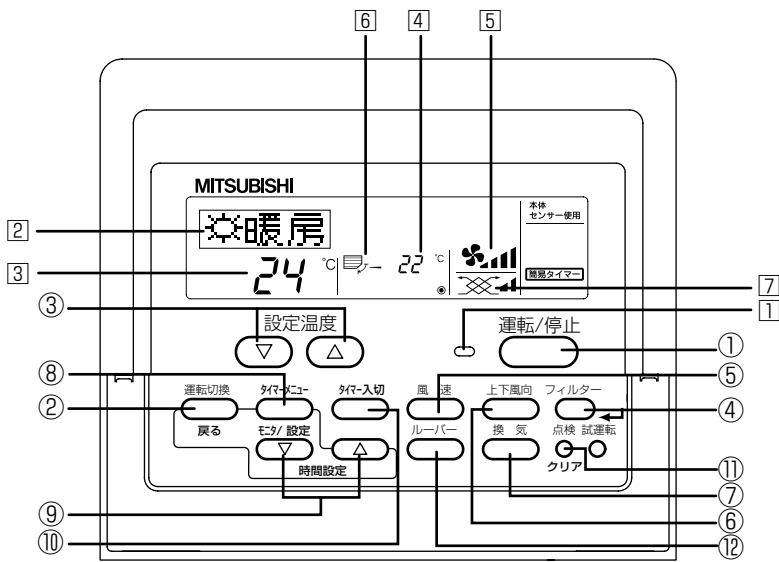 6 4 5
MITSUBISHI
本体
センサー使用
2 ☼暖房
3 24 ℃ 22 ℃
簡易タイマー
7
1
③ 設定温度 運転/停止
▽ △ ①
⑧ ⑤
② 運転切換 タイマーメニュー タイマー入切 風 速 上下風向 フィルター ④
戻る モニタ/設定 ルーバー 換 気 点検 試運転
▽ △ クリア ⑪
時間設定
⑦
⑨ ⑥
⑩ ⑫